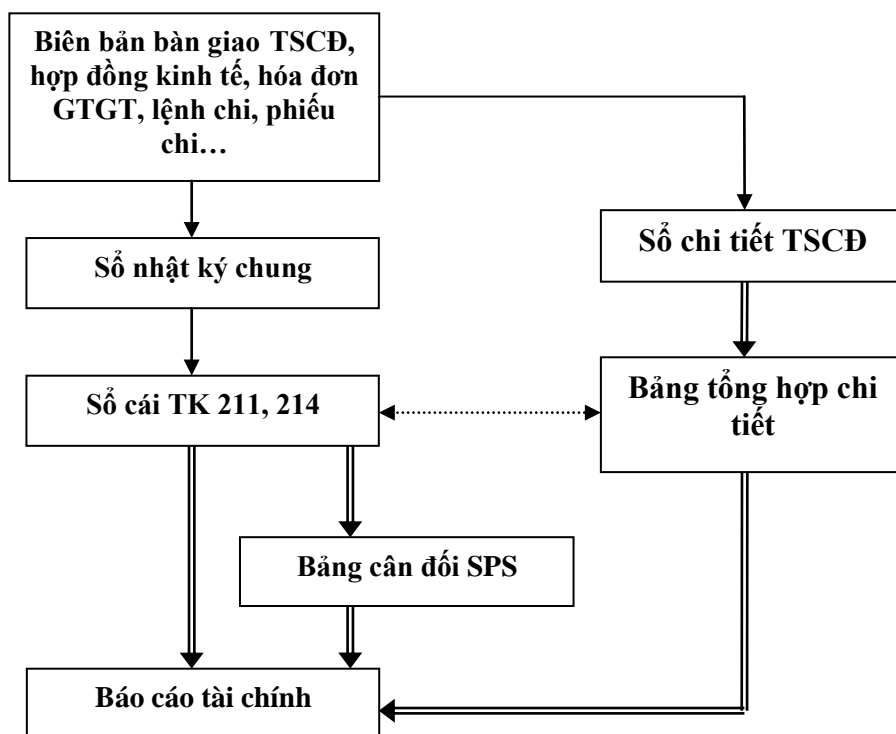 Biên bản bàn giao TSCĐ,
hợp đồng kinh tế, hóa đơn
GTGT, lệnh chi, phiếu
chi…
Sổ chi tiết TSCĐ
Sổ nhật ký chung
Bảng tổng hợp chi
tiết
Sổ cái TK 211, 214
Bảng cân đối SPS
Báo cáo tài chính